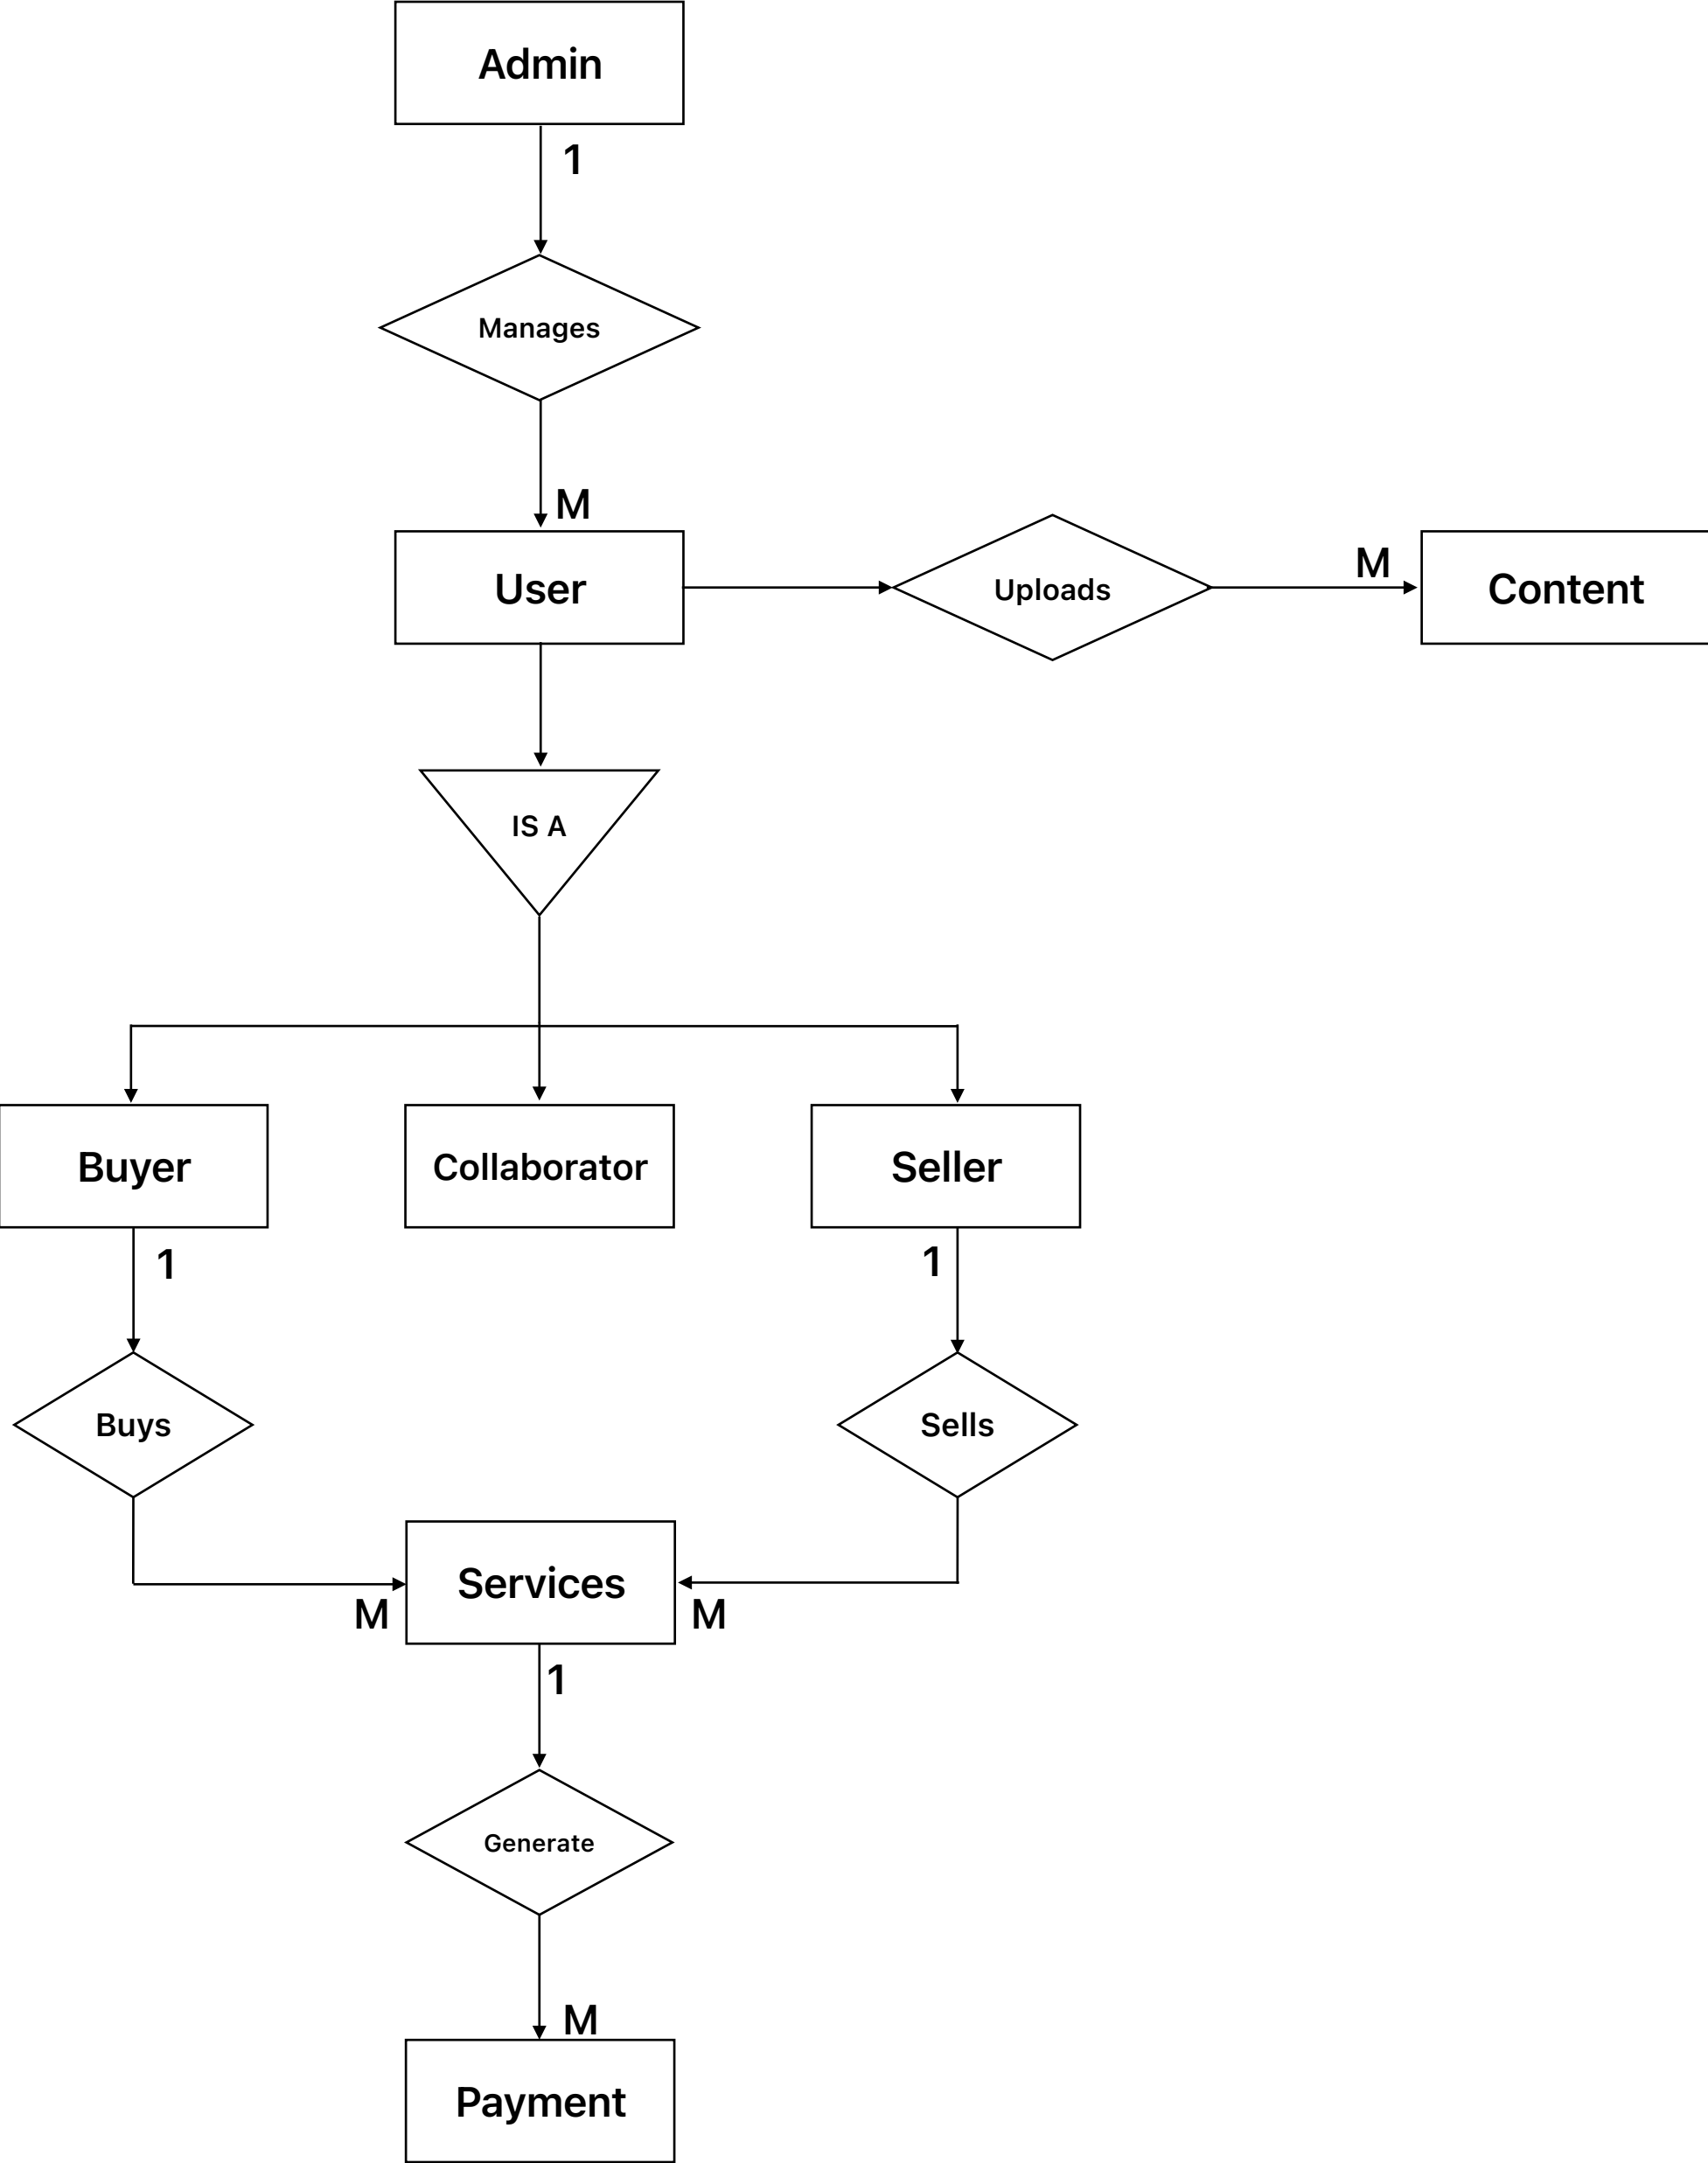 Admin
1
Manages
M
User
Uploads
M
Content
IS A
Buyer
Collaborator
Seller
1
1
Buys
Sells
Services
M
M
1
Generate
M
Payment